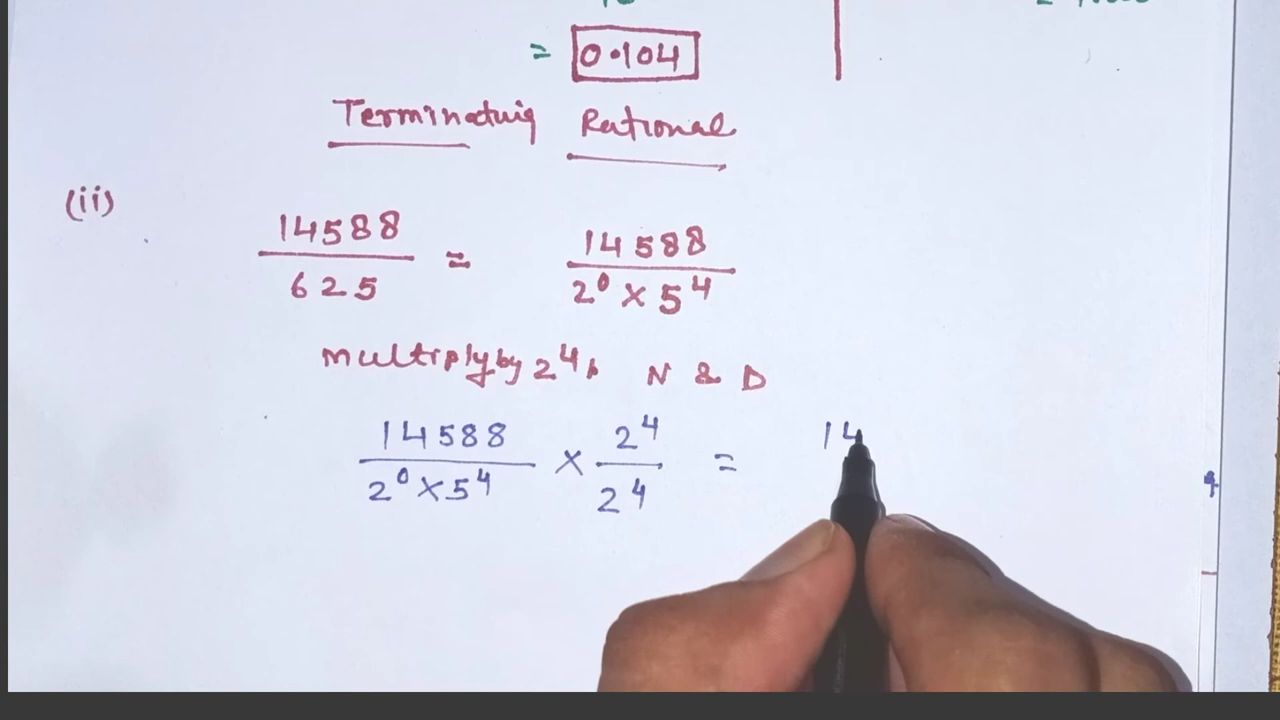 = 0.104
Terminating Rational
(ii)
14588/625 = 14588/2⁰ × 5⁴
multiply by 2⁴, N & D
14588/2⁰ × 5⁴ × 2⁴/2⁴ = 14